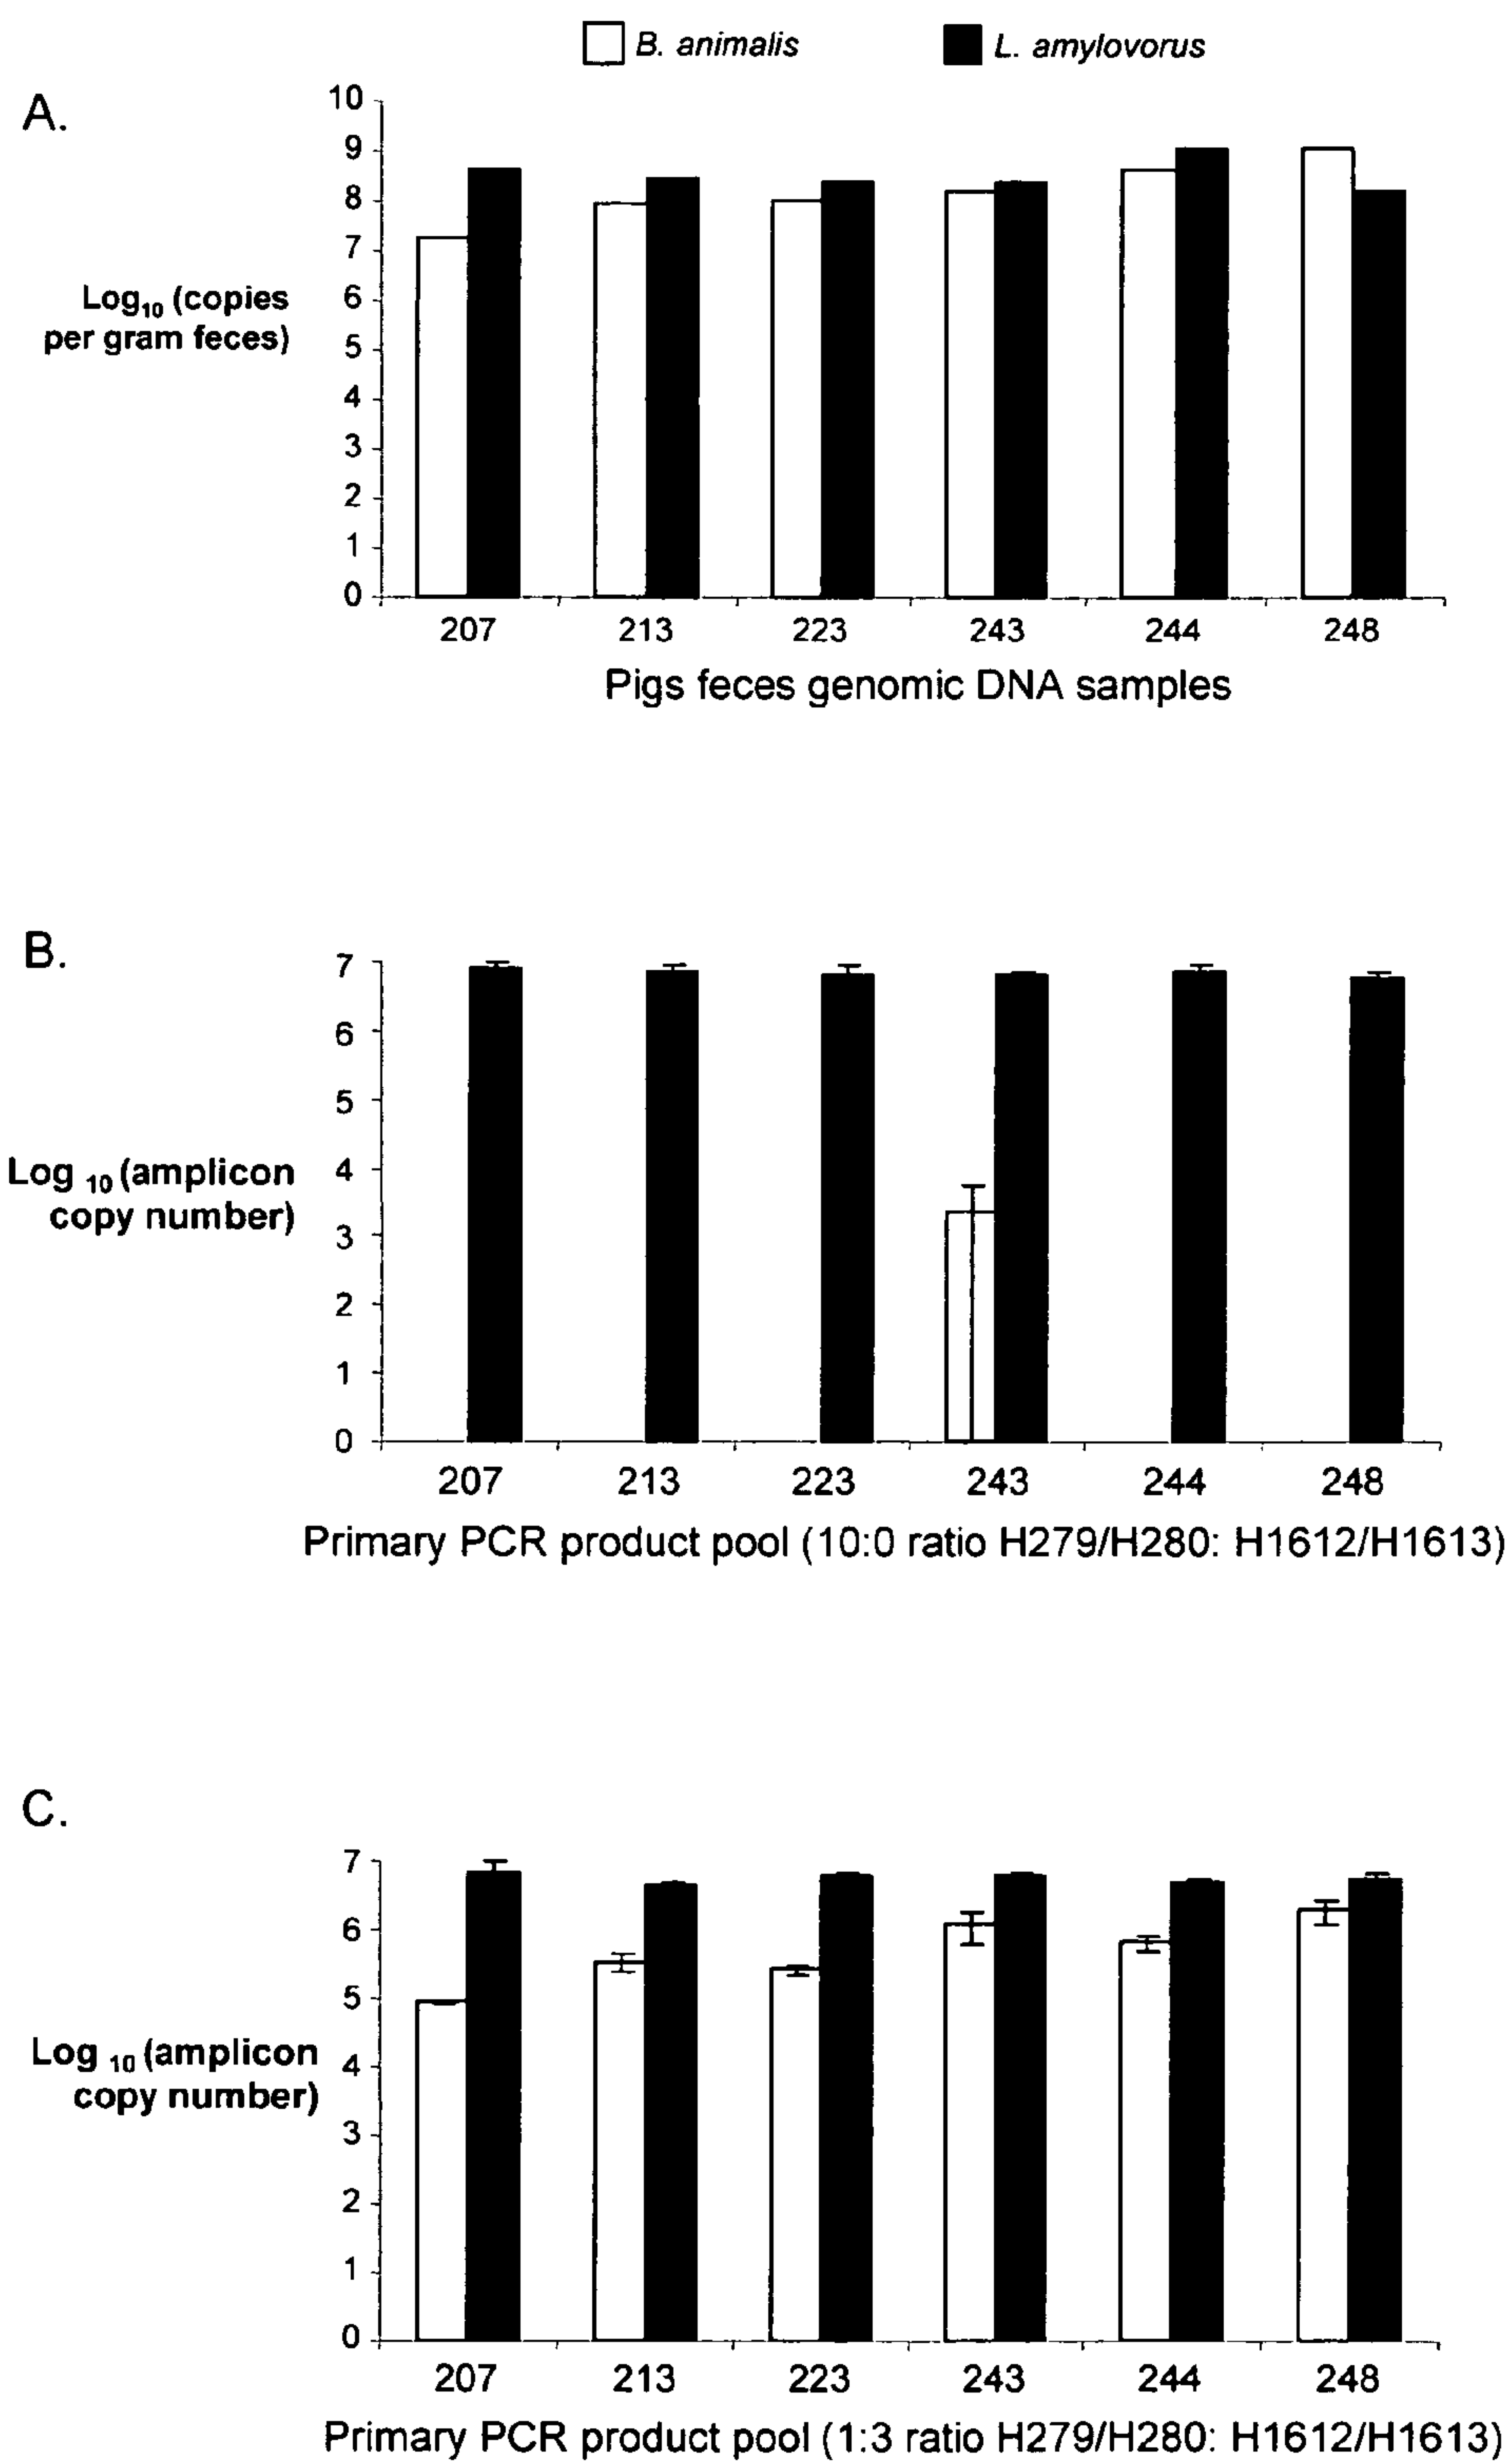 B. animalis L. amylovorus
A.
10
9
8
7
6
5
4
3
2
1
0
Log10 (copies
per gram feces)
207 213 223 243 244 248
Pigs feces genomic DNA samples
B.
7
6
5
4
3
2
1
0
Log 10 (amplicon
copy number)
207 213 223 243 244 248
Primary PCR product pool (10:0 ratio H279/H280: H1612/H1613)
C.
7
6
5
4
3
2
1
0
Log 10 (amplicon
copy number)
207 213 223 243 244 248
Primary PCR product pool (1:3 ratio H279/H280: H1612/H1613)